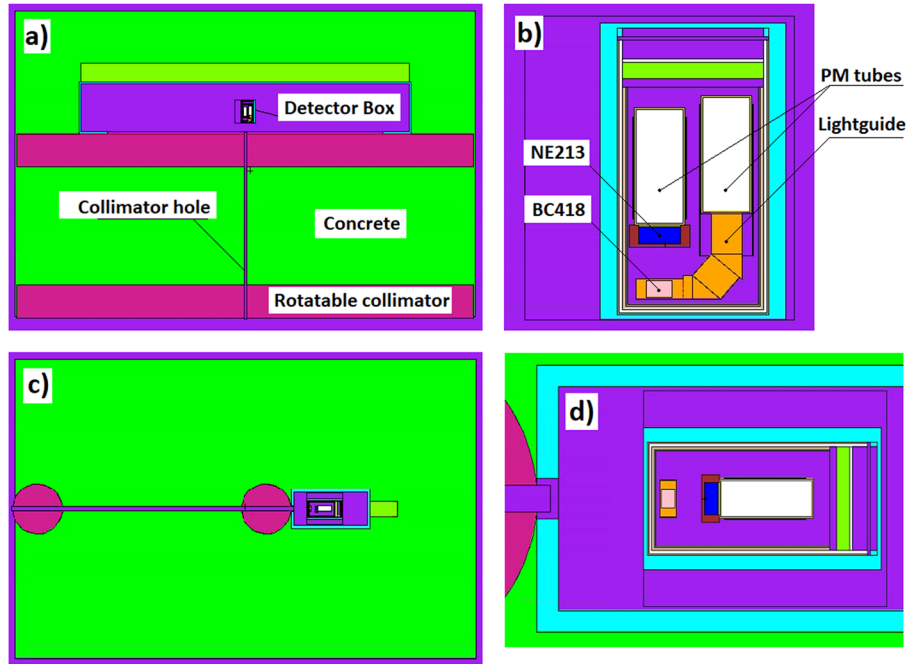 a)
Detector Box
Collimator hole
Concrete
Rotatable collimator
b)
PM tubes
Lightguide
NE213
BC418
c)
d)